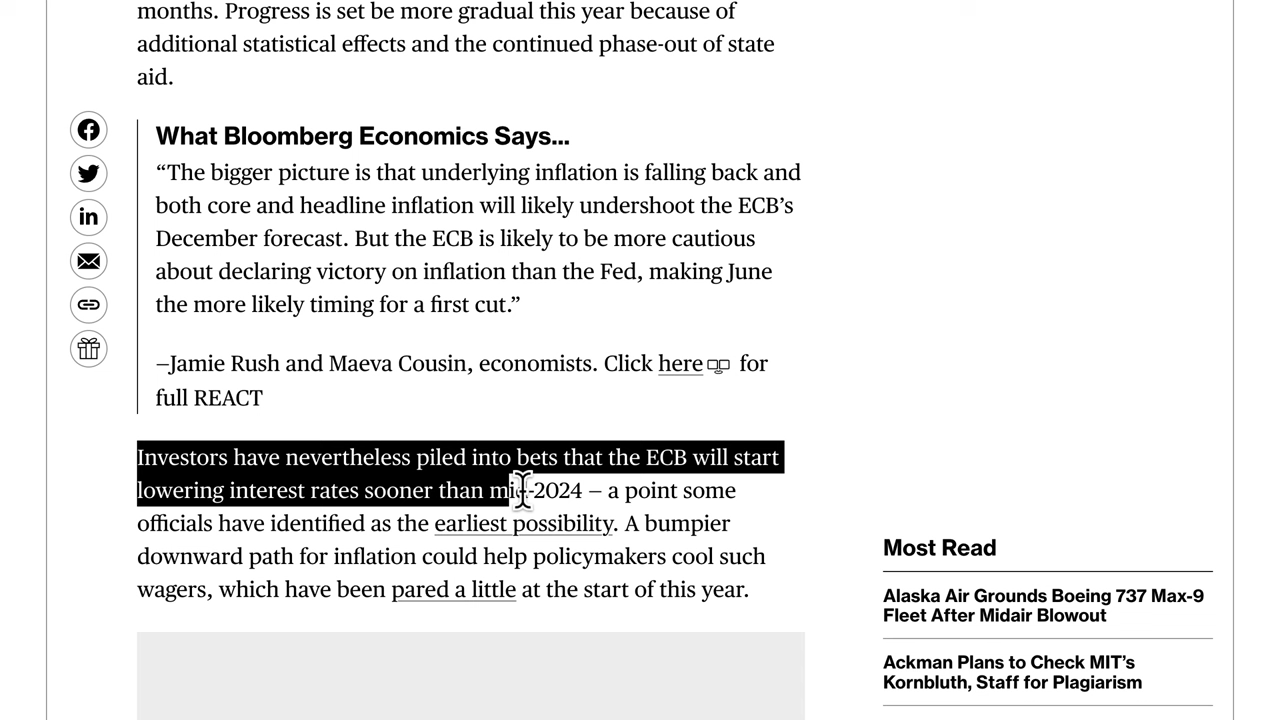 months. Progress is set be more gradual this year because of
additional statistical effects and the continued phase-out of state
aid.
What Bloomberg Economics Says...
“The bigger picture is that underlying inflation is falling back and
both core and headline inflation will likely undershoot the ECB’s
December forecast. But the ECB is likely to be more cautious
about declaring victory on inflation than the Fed, making June
the more likely timing for a first cut.”
—Jamie Rush and Maeva Cousin, economists. Click here for
full REACT
Investors have nevertheless piled into bets that the ECB will start
lowering interest rates sooner than mid-2024 — a point some
officials have identified as the earliest possibility. A bumpier
downward path for inflation could help policymakers cool such
wagers, which have been pared a little at the start of this year.
Most Read
Alaska Air Grounds Boeing 737 Max-9
Fleet After Midair Blowout
Ackman Plans to Check MIT’s
Kornbluth, Staff for Plagiarism